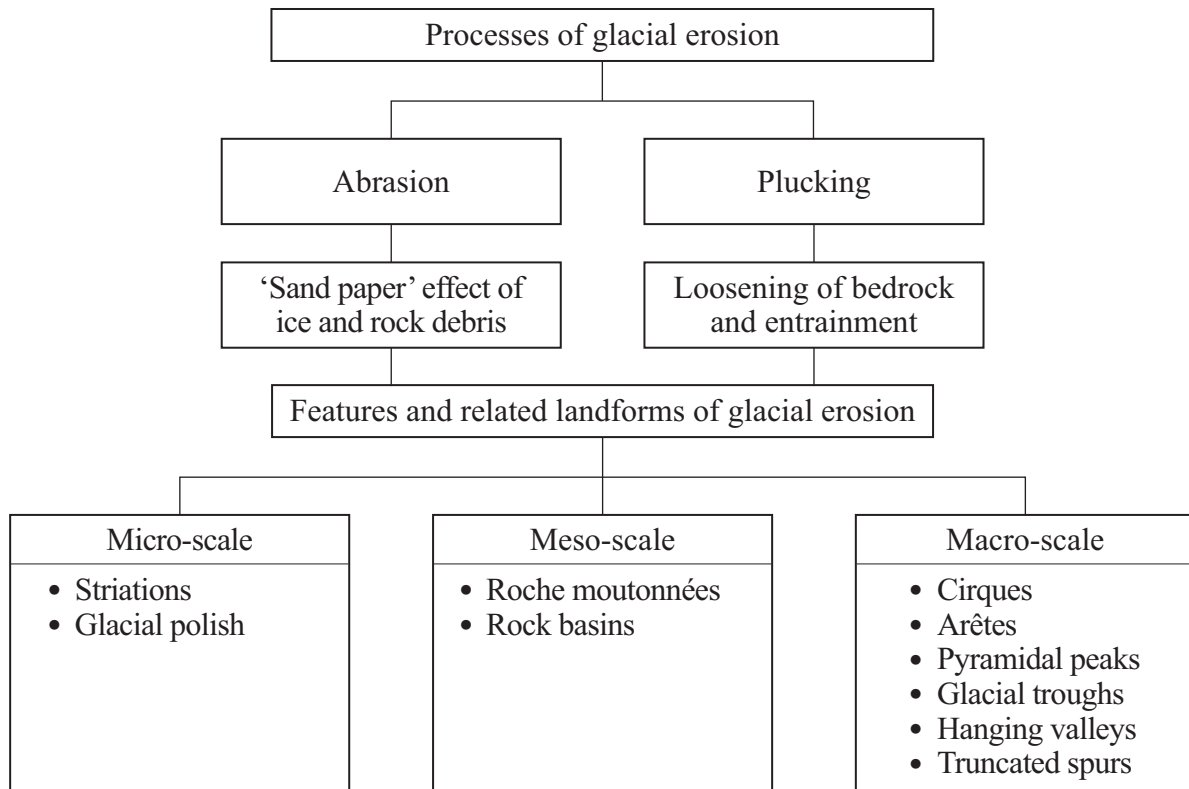 Processes of glacial erosion
Abrasion
Plucking
‘Sand paper’ effect of
ice and rock debris
Loosening of bedrock
and entrainment
Features and related landforms of glacial erosion
Micro-scale
• Striations
• Glacial polish
Meso-scale
• Roche moutonnées
• Rock basins
Macro-scale
• Cirques
• Arêtes
• Pyramidal peaks
• Glacial troughs
• Hanging valleys
• Truncated spurs